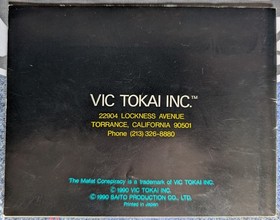 VIC TOKAI INC.™
22904 LOCKNESS AVENUE
TORRANCE, CALIFORNIA 90501
Phone (213) 326-8880
The Mafat Conspiracy is a trademark of VIC TOKAI INC.
© 1990 VIC TOKAI INC.
© 1990 SAITO PRODUCTION CO., LTD.
Printed in Japan